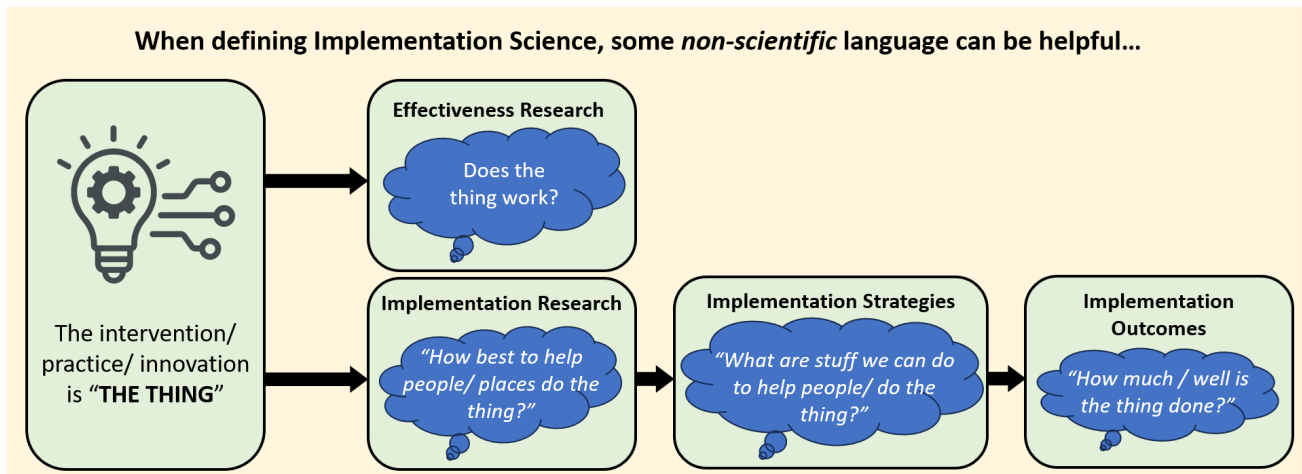 When defining Implementation Science, some non-scientific language can be helpful…
The intervention/
practice/ innovation
is “THE THING”
Effectiveness Research
Does the
thing work?
Implementation Research
“How best to help
people/ places do the
thing?”
Implementation Strategies
“What are stuff we can do
to help people/ do the
thing?”
Implementation
Outcomes
“How much / well is
the thing done?”